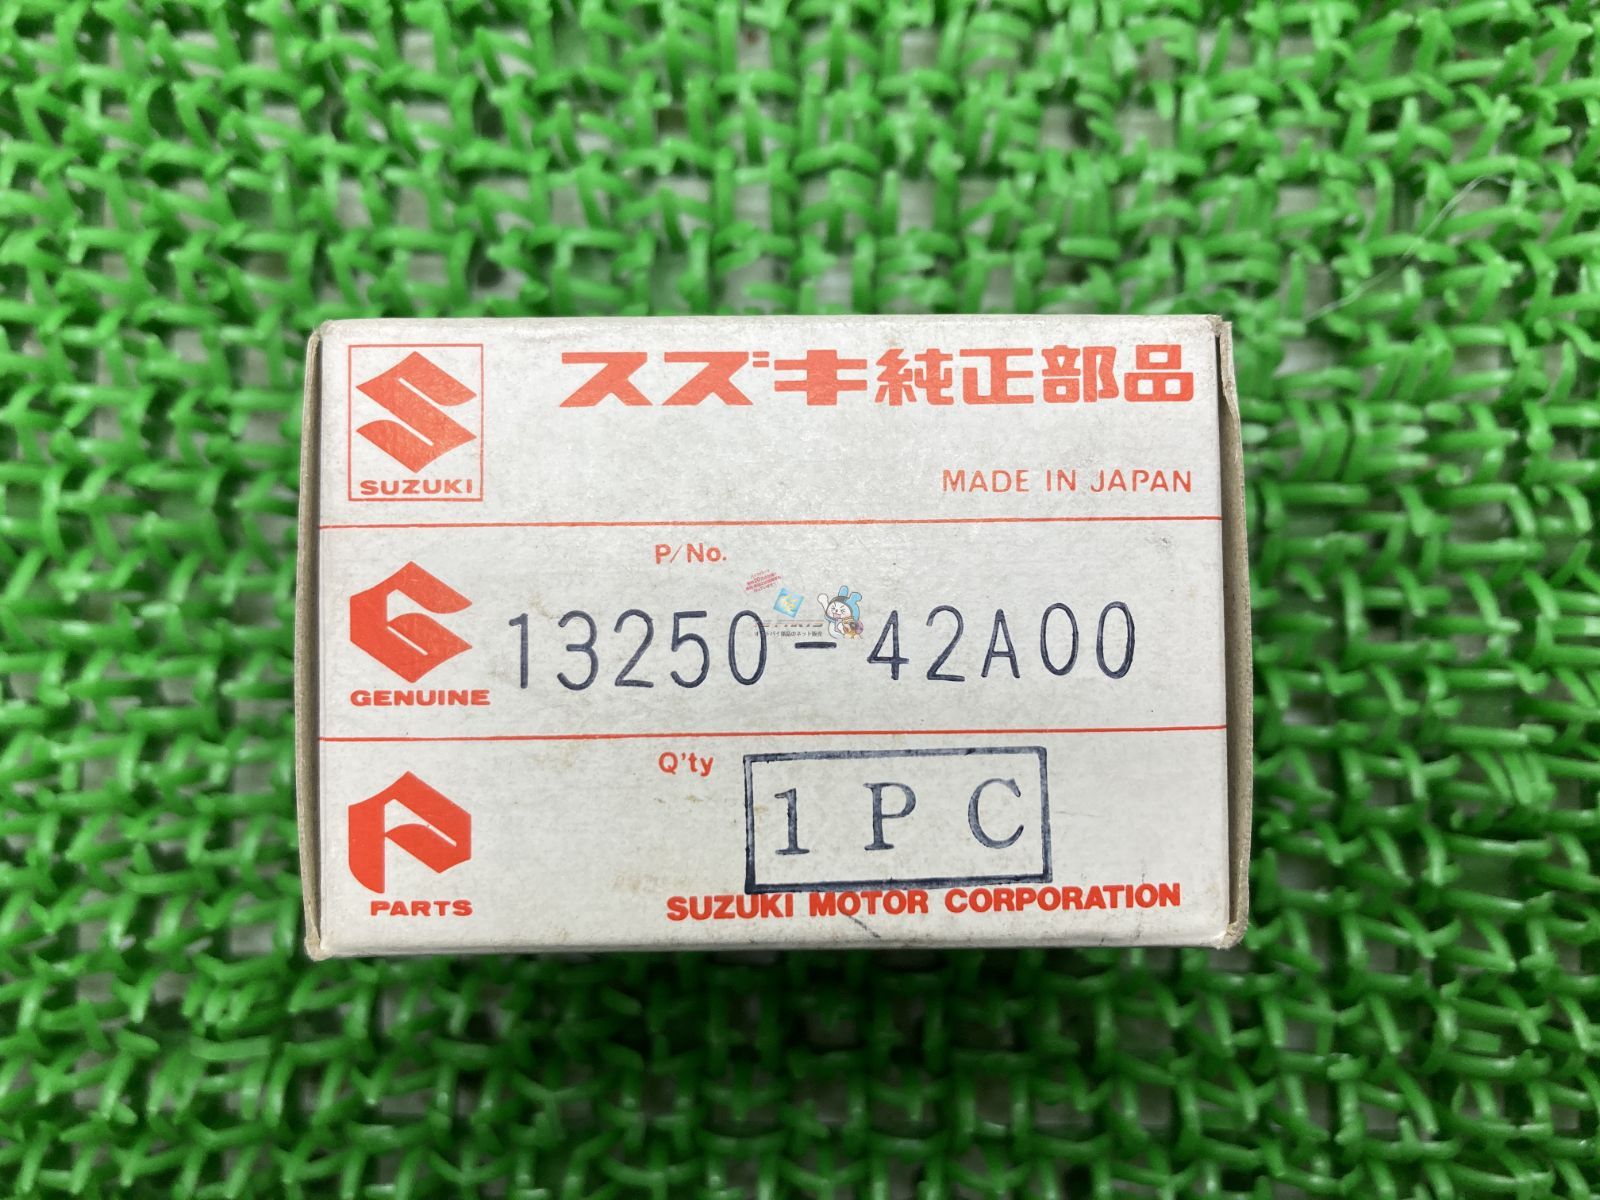 スズキ純正部品
SUZUKI
MADE IN JAPAN
P/No.
13250-42A00
GENUINE
Q'ty
1 P C
PARTS
SUZUKI MOTOR CORPORATION